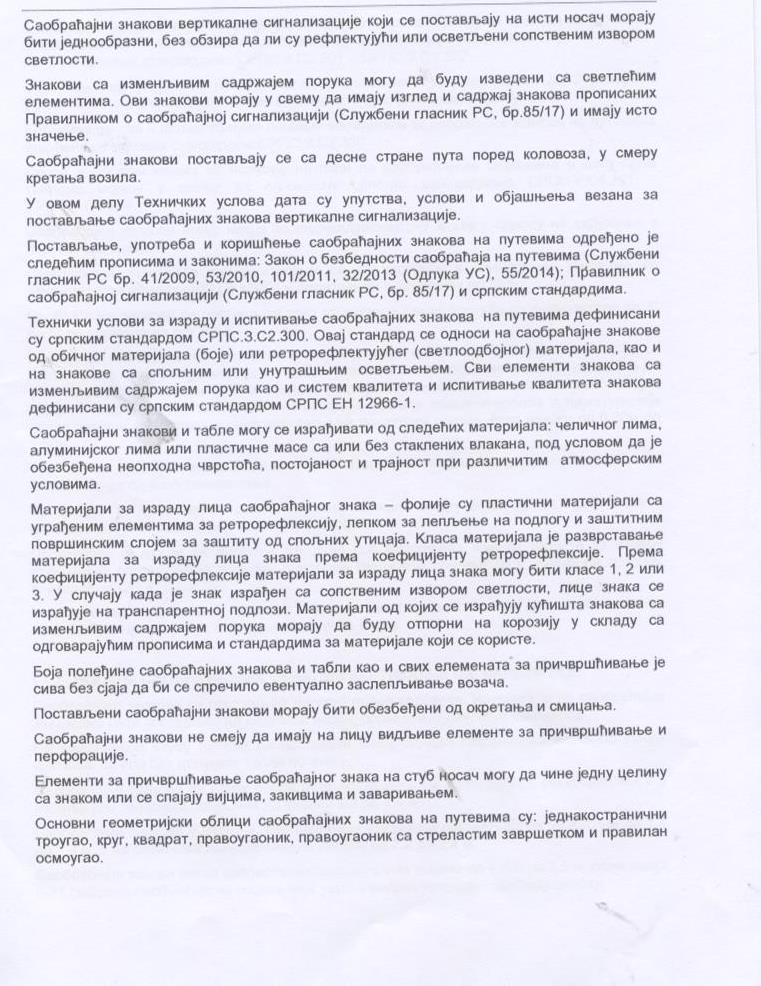 Саобраћајни знакови вертикалне сигнализације који се постављају на исти носач морају
бити једнообразни, без обзира да ли су рефлектујући или осветљени сопственим извором
светлости.
Знакови са изменљивим садржајем порука могу да буду изведени са светлећим
елементима. Ови знакови морају у свему да имају изглед и садржај знакова прописаних
Правилником о саобраћајној сигнализацији (Службени гласник РС, бр.85/17) и имају исто
значење.
Саобраћајни знакови постављају се са десне стране пута поред коловоза, у смеру
кретања возила.
У овом делу Техничких услова дата су упутства, услови и објашњења везана за
постављање саобраћајних знакова вертикалне сигнализације.
Постављање, употреба и коришћење саобраћајних знакова на путевима одређено је
следећим прописима и законима: Закон о безбедности саобраћаја на путевима (Службени
гласник РС бр. 41/2009, 53/2010, 101/2011, 32/2013 (Одлука УС), 55/2014); Правилник о
саобраћајној сигнализацији (Службени гласник РС, бр. 85/17) и српским стандардима.
Технички услови за израду и испитивање саобраћајних знакова на путевима дефинисани
су српским стандардом СРПС.З.С2.300. Овај стандард се односи на саобраћајне знакове
од обичног материјала (боје) или ретрорефлектујућег (светлоодбојног) материјала, као и
на знакове са спољним или унутрашњим осветљењем. Сви елементи знакова са
изменљивим садржајем порука као и систем квалитета и испитивање квалитета знакова
дефинисани су српским стандардом СРПС ЕН 12966-1.
Саобраћајни знакови и табле могу се израђивати од следећих материјала: челичног лима,
алуминијског лима или пластичне масе са или без стаклених влакана, под условом да је
обезбеђена неопходна чврстоћа, постојаност и трајност при различитим атмосферским
условима.
Материјали за израду лица саобраћајног знака – фолије су пластични материјали са
уграђеним елементима за ретрорефлексију, лепком за лепљење на подлогу и заштитним
површинским слојем за заштиту од спољних утицаја. Класа материјала је разврставање
материјала за израду лица знака према коефицијенту ретрорефлексије. Према
коефицијенту ретрорефлексије материјали за израду лица знака могу бити класе 1, 2 или
3. У случају када је знак израђен са сопственим извором светлости, лице знака се
израђује на транспарентној подлози. Материјали од којих се израђују кућишта знакова са
изменљивим садржајем порука морају да буду отпорни на корозију у складу са
одговарајућим прописима и стандардима за материјале који се користе.
Боја полеђине саобраћајних знакова и табли као и свих елемената за причвршћивање је
сива без сјаја да би се спречило евентуално заслепљивање возача.
Постављени саобраћајни знакови морају бити обезбеђени од окретања и смицања.
Саобраћајни знакови не смеју да имају на лицу видљиве елементе за причвршћивање и
перфорације.
Елементи за причвршћивање саобраћајног знака на стуб носач могу да чине једну целину
са знаком или се спајају вијцима, закивцима и заваривањем.
Основни геометријски облици саобраћајних знакова на путевима су: једнакостранични
троугао, круг, квадрат, правоугаоник, правоугаоник са стреластим завршетком и правилан
осмоугао.